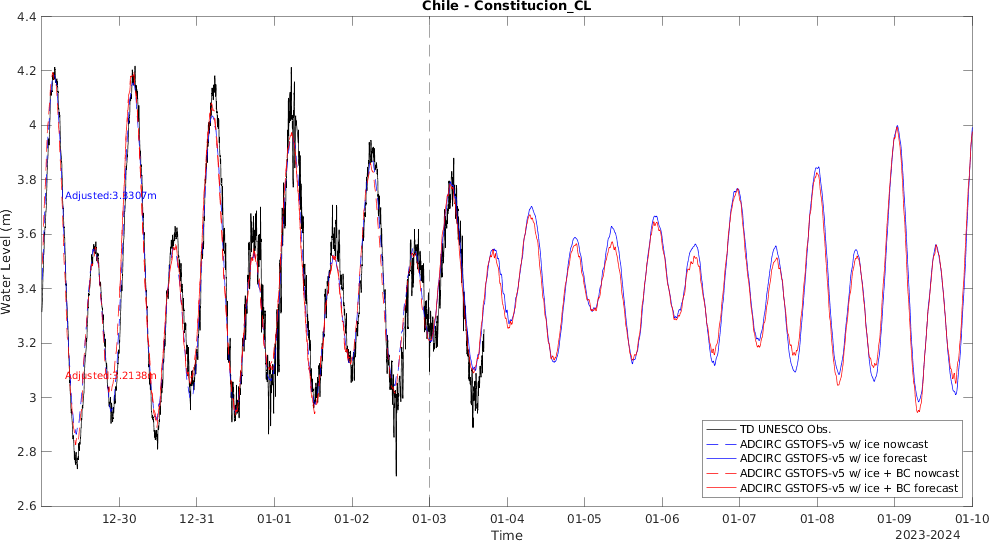 Chile - Constitucion_CL
4.4
4.2
4
3.8
3.6
3.4
3.2
3
2.8
2.6
Water Level (m)
Adjusted:3.3307m
Adjusted:3.2138m
TD UNESCO Obs.
ADCIRC GSTOFS-v5 w/ ice nowcast
ADCIRC GSTOFS-v5 w/ ice forecast
ADCIRC GSTOFS-v5 w/ ice + BC nowcast
ADCIRC GSTOFS-v5 w/ ice + BC forecast
12-30 12-31 01-01 01-02 01-03 01-04 01-05 01-06 01-07 01-08 01-09 01-10
Time
2023-2024